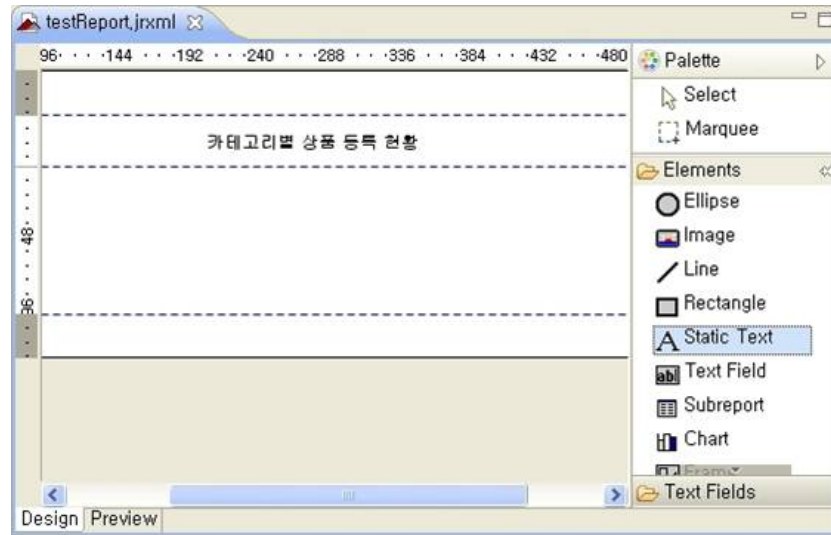 testReport.jrxml
96 144 192 240 288 336 384 432 480
카테고리별 상품 등록 현황
48
96
Palette
Select
Marquee
Elements
Ellipse
Image
Line
Rectangle
Static Text
Text Field
Subreport
Chart
Frame
Text Fields
Design Preview